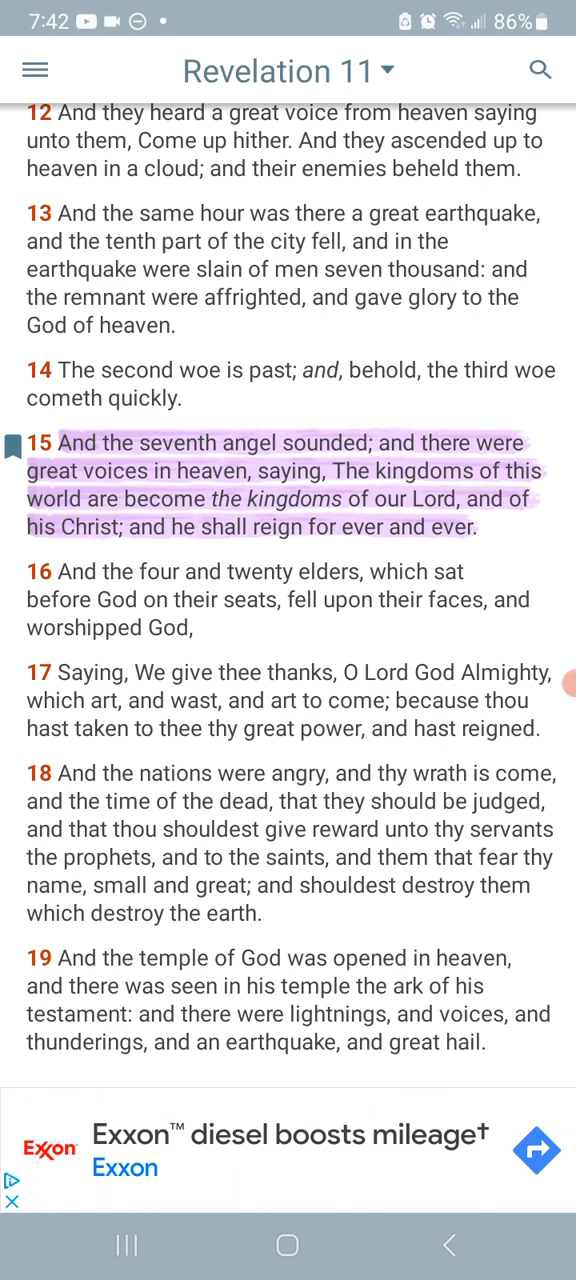 7:42
86%
Revelation 11
12 And they heard a great voice from heaven saying
unto them, Come up hither. And they ascended up to
heaven in a cloud; and their enemies beheld them.
13 And the same hour was there a great earthquake,
and the tenth part of the city fell, and in the
earthquake were slain of men seven thousand: and
the remnant were affrighted, and gave glory to the
God of heaven.
14 The second woe is past; and, behold, the third woe
cometh quickly.
15 And the seventh angel sounded; and there were
great voices in heaven, saying, The kingdoms of this
world are become the kingdoms of our Lord, and of
his Christ; and he shall reign for ever and ever.
16 And the four and twenty elders, which sat
before God on their seats, fell upon their faces, and
worshipped God,
17 Saying, We give thee thanks, O Lord God Almighty,
which art, and wast, and art to come; because thou
hast taken to thee thy great power, and hast reigned.
18 And the nations were angry, and thy wrath is come,
and the time of the dead, that they should be judged,
and that thou shouldest give reward unto thy servants
the prophets, and to the saints, and them that fear thy
name, small and great; and shouldest destroy them
which destroy the earth.
19 And the temple of God was opened in heaven,
and there was seen in his temple the ark of his
testament: and there were lightnings, and voices, and
thunderings, and an earthquake, and great hail.
Exxon
Exxon™ diesel boosts mileage†
Exxon